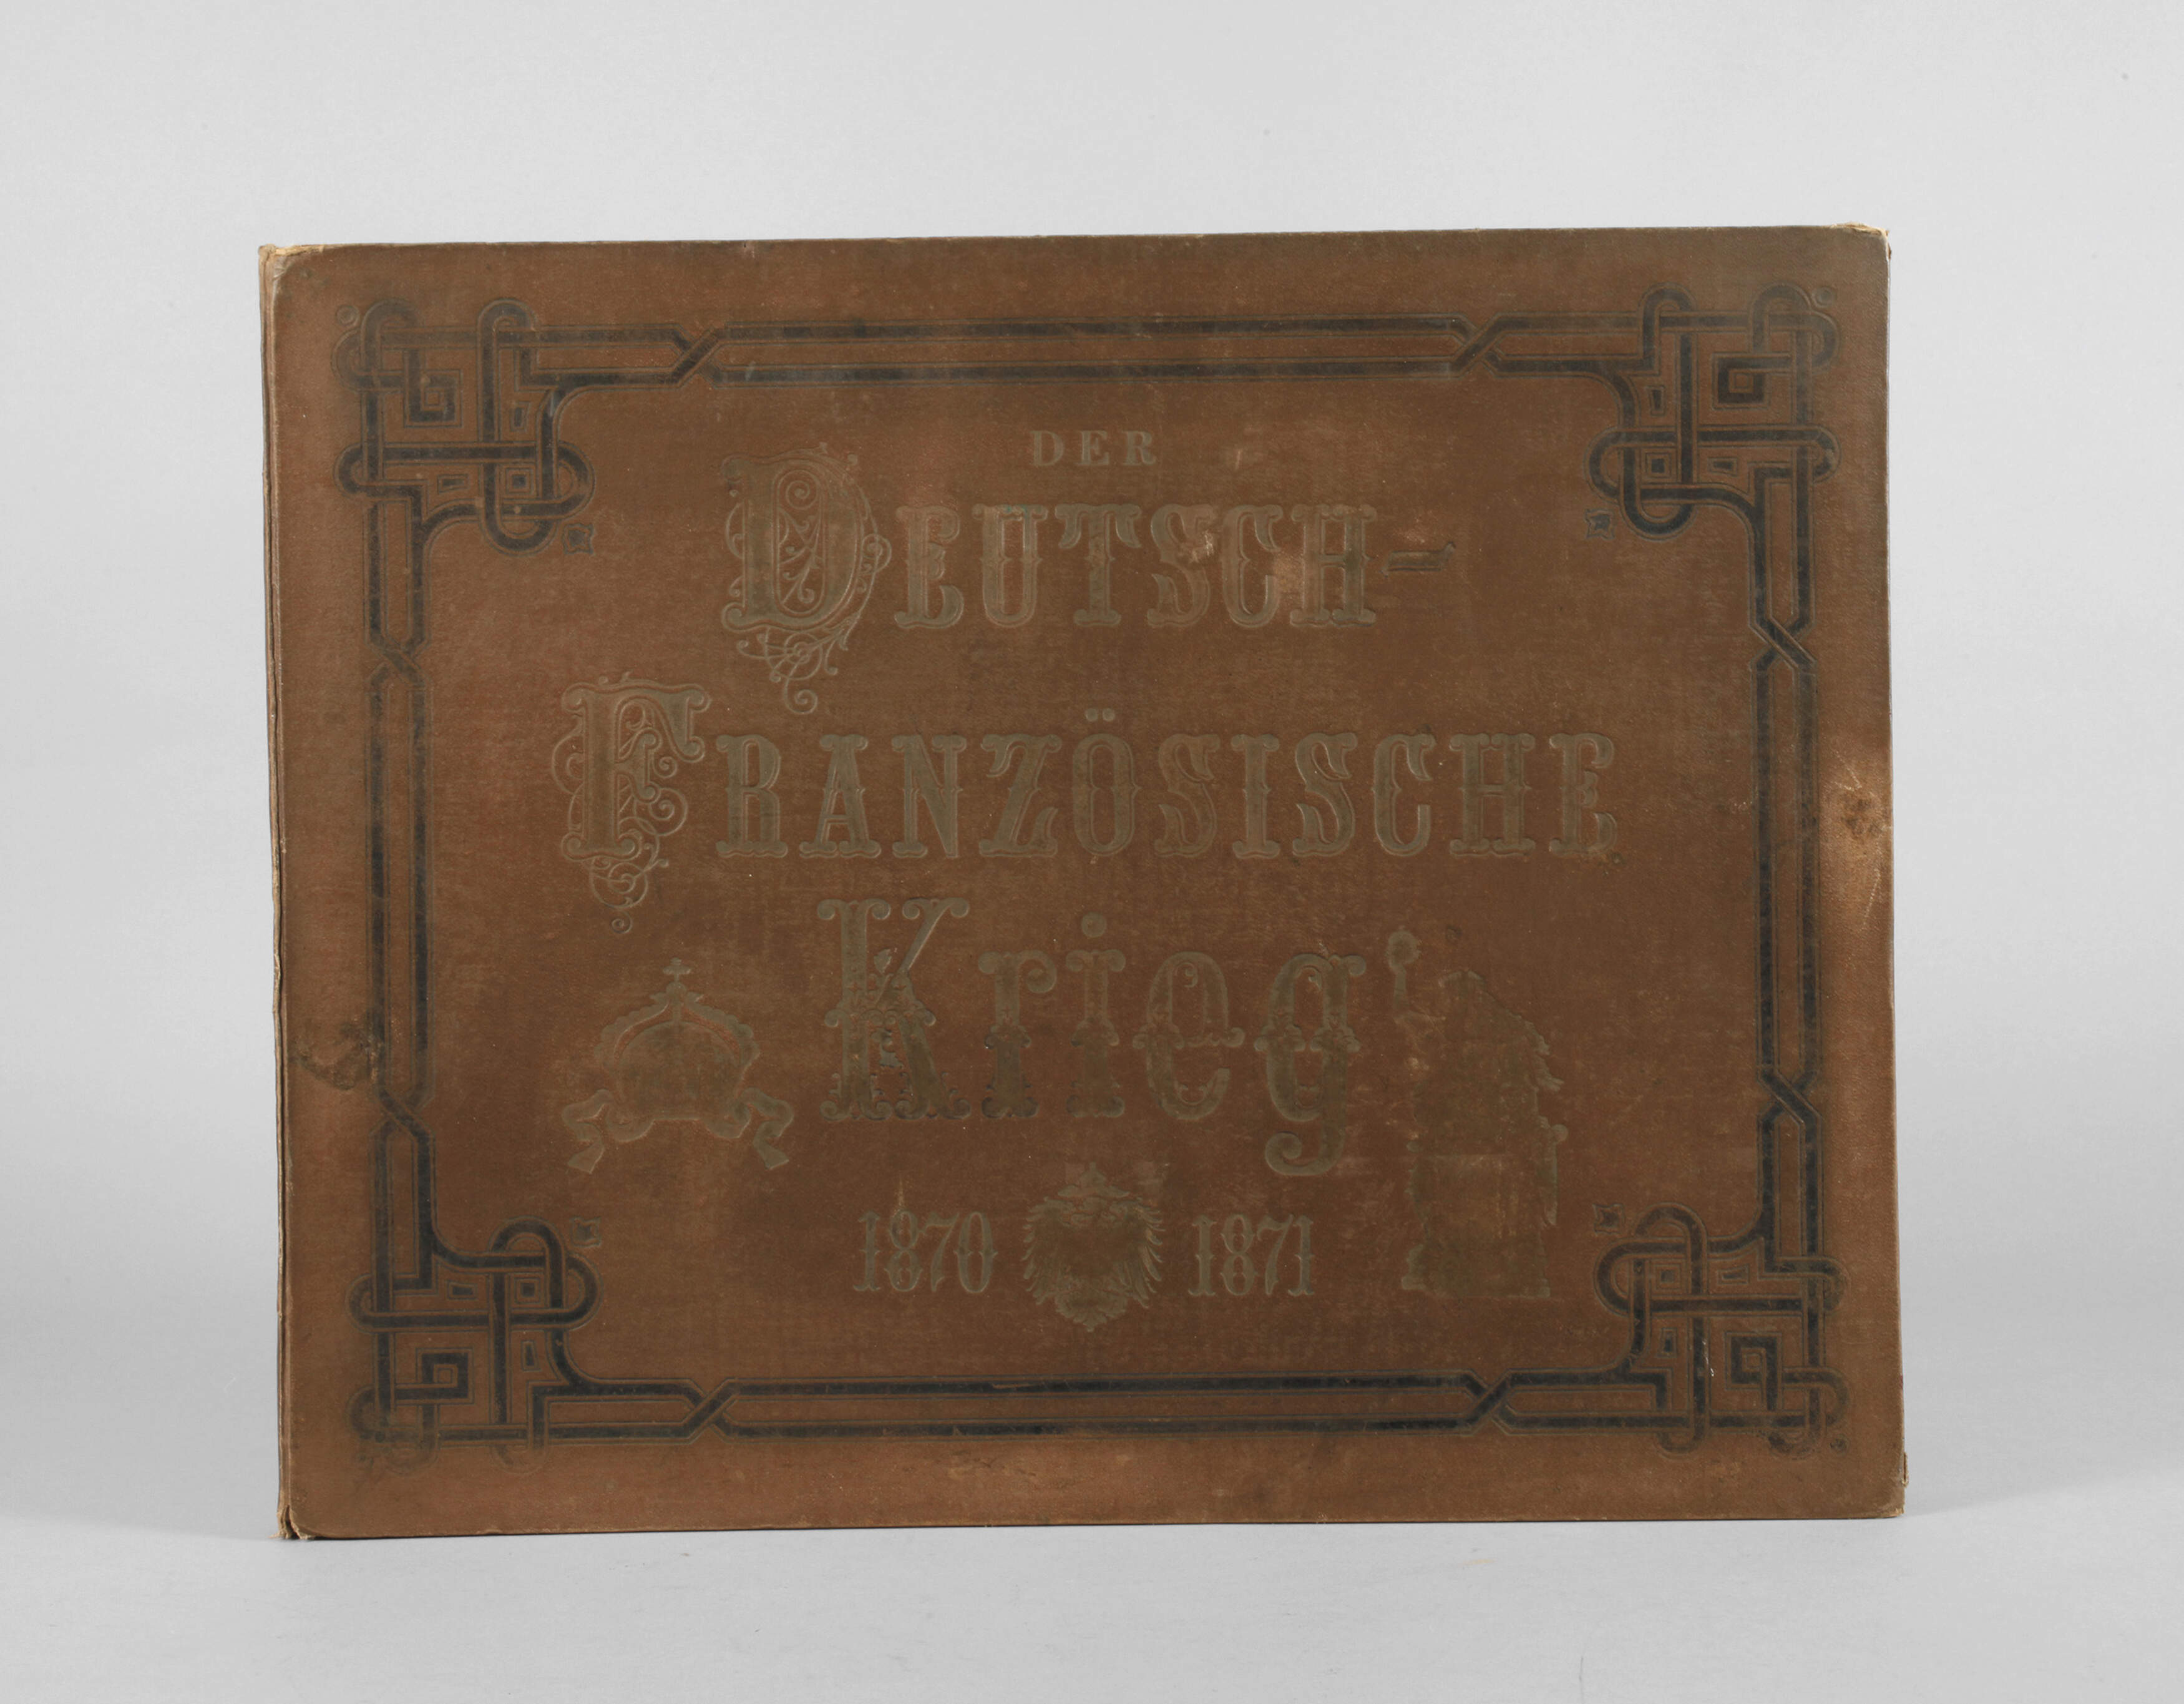 DER
DEUTSCH-
FRANZÖSISCHE
Krieg
1870 1871